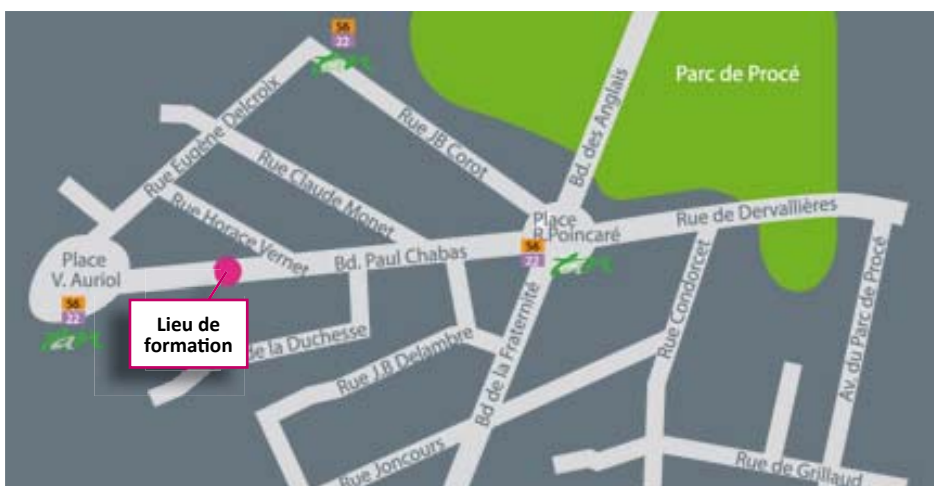 56
22
tan
Parc de Procé
Rue Eugène Delcroix
Rue JB Corot
Bd. des Anglais
Rue Claude Monnet
Rue Horace Vernet
Place
R.Poincaré
56
22
tan
Rue de Dervallières
Bd. Paul Chabas
Place
V. Auriol
56
22
tan
Lieu de
formation
de la Duchesse
Rue J.B Delambre
Bd de la Fraternité
Rue Condorcet
Av. du Parc de Procé
Rue Joncours
Rue de Grillaud